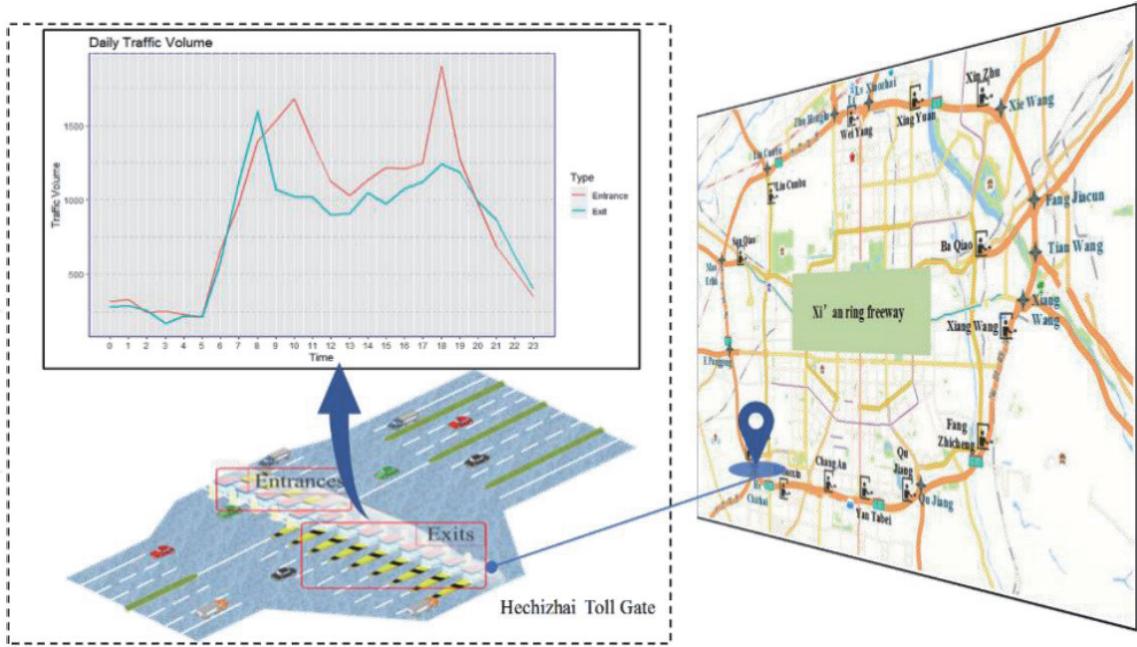 Daily Traffic Volume
1500
1000
500
Traffic Volume
Type
Entrance
Exit
0 1 2 3 4 5 6 7 8 9 10 11 12 13 14 15 16 17 18 19 20 21 22 23
Time
Entrances
Exits
Hechizhai Toll Gate
Xin Zhu
Xie Wang
Xing Yuan
Wei Yang
Liu Cunbu
San Qiao
Fang Jiacun
Ba Qiao
Tian Wang
Xiang
Wang
Xiang Wang
Xi' an ring freeway
Fang
Zhicheng
Qu
Jiang
Qu Jiang
Chang An
Yan Tabei